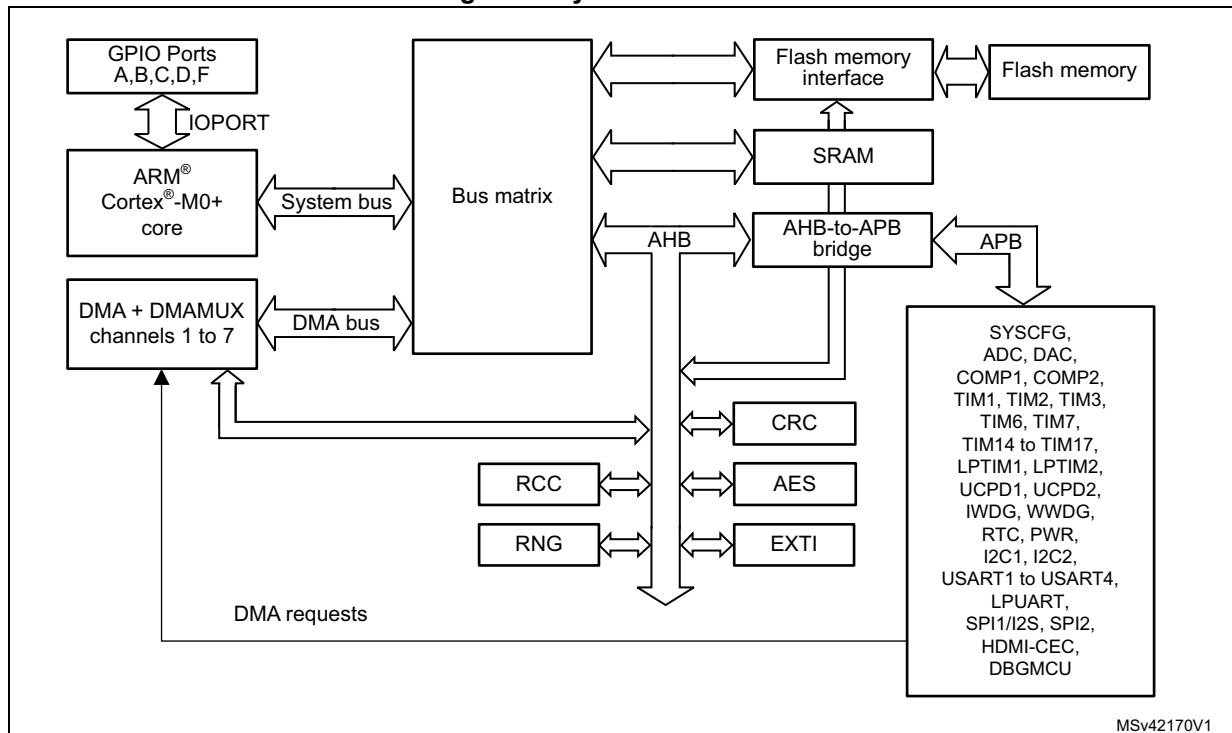 GPIO Ports
A,B,C,D,F
IOPORT
ARM®
Cortex®-M0+
core
System bus
DMA + DMAMUX
channels 1 to 7
DMA bus
Bus matrix
Flash memory
interface
Flash memory
SRAM
AHB
AHB-to-APB
bridge
APB
CRC
RCC
AES
RNG
EXTI
DMA requests
SYSCFG,
ADC, DAC,
COMP1, COMP2,
TIM1, TIM2, TIM3,
TIM6, TIM7,
TIM14 to TIM17,
LPTIM1, LPTIM2,
UCPD1, UCPD2,
IWDG, WWDG,
RTC, PWR,
I2C1, I2C2,
USART1 to USART4,
LPUART,
SPI1/I2S, SPI2,
HDMI-CEC,
DBGMCU
MSv42170V1